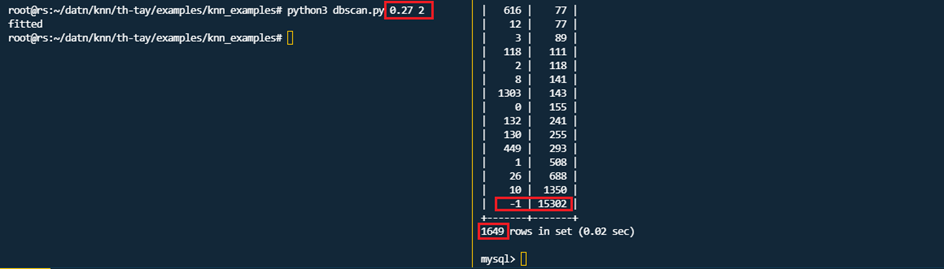 root@rs:~/datn/knn/th-tay/examples/knn_examples# python3 dbscan.py 0.27 2
fitted
root@rs:~/datn/knn/th-tay/examples/knn_examples#
| 616 | 77 |
| 12 | 77 |
| 3 | 89 |
| 118 | 111 |
| 2 | 118 |
| 8 | 141 |
| 1303 | 143 |
| 0 | 155 |
| 132 | 241 |
| 130 | 255 |
| 449 | 293 |
| 1 | 508 |
| 26 | 688 |
| 10 | 1350 |
| -1 | 15302 |
+-------+-------+
1649 rows in set (0.02 sec)
mysql>